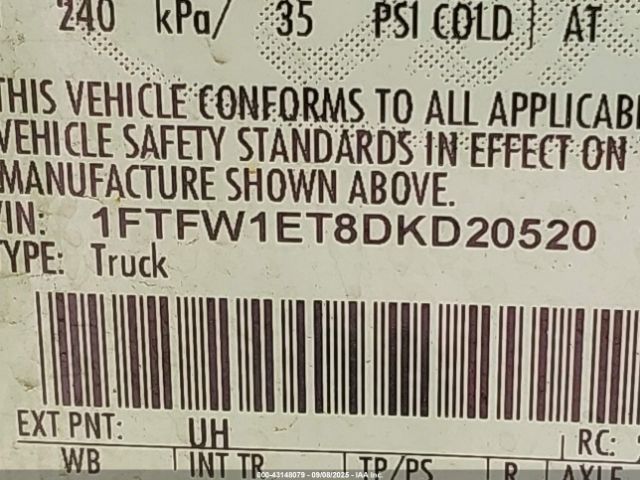 240 kPa/ 35 PSI COLD AT
THIS VEHICLE CONFORMS TO ALL APPLICABL
VEHICLE SAFETY STANDARDS IN EFFECT ON
MANUFACTURE SHOWN ABOVE.
VIN: 1FTFW1ET8DKD20520
TYPE: Truck
EXT PNT: UH RC:
WB INT TR TP/PS R AXLE
000-43148079 - 09/08/2025 - IAA Inc.